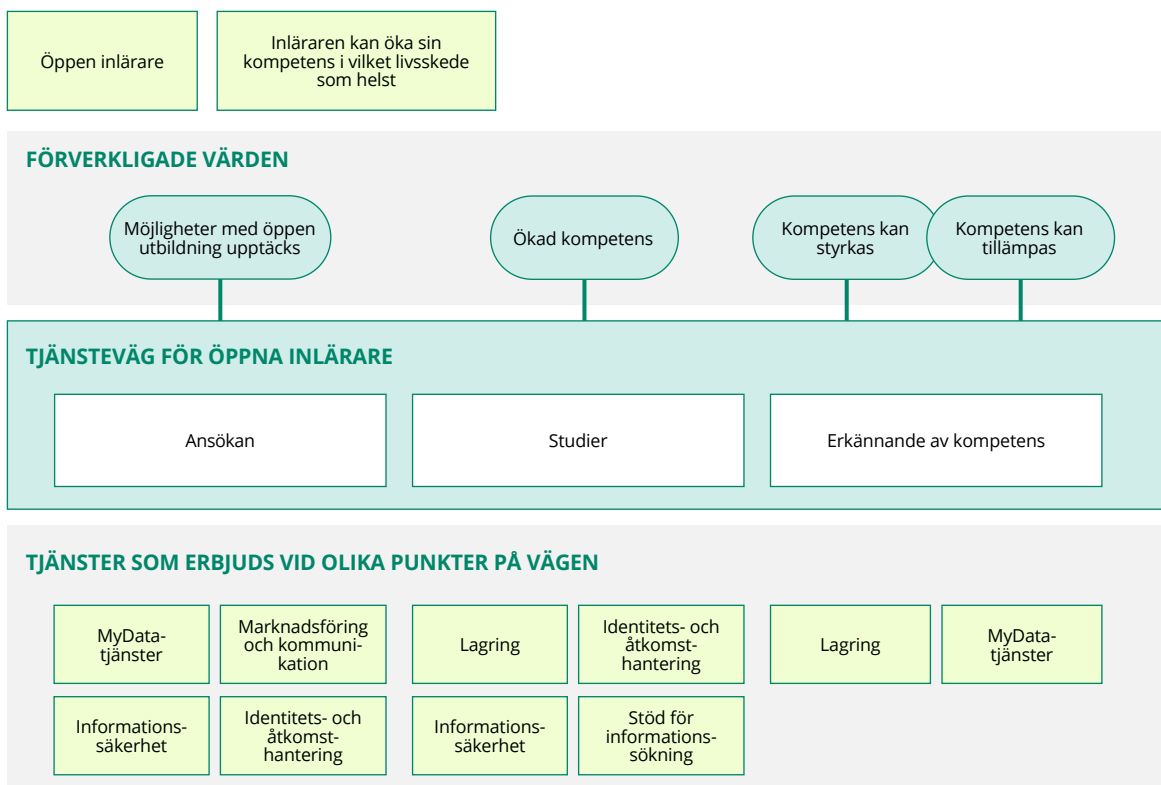 Öppen inlärare
Inläraren kan öka sin
kompetens i vilket livsskede
som helst
FÖRVERKLIGADE VÄRDEN
Möjligheter med öppen
utbildning upptäcks
Ökad kompetens
Kompetens kan
styrkas
Kompetens kan
tillämpas
TJÄNSTEVÄG FÖR ÖPPNA INLÄRARE
Ansökan
Studier
Erkännande av kompetens
TJÄNSTER SOM ERBJUDS VID OLIKA PUNKTER PÅ VÄGEN
MyData-
tjänster
Marknadsföring
och kommuni-
kation
Lagring
Identitets- och
åtkomst-
hantering
Lagring
MyData-
tjänster
Informations-
säkerhet
Identitets- och
åtkomst-
hantering
Informations-
säkerhet
Stöd för
informations-
sökning